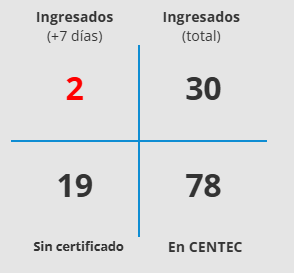 Ingresados Ingresados
(+7 días) (total)
2 30
19 78
Sin certificado En CENTEC